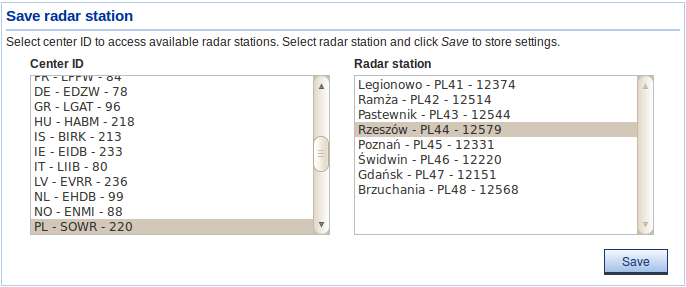 Save radar station
Select center ID to access available radar stations. Select radar station and click Save to store settings.
Center ID
FR - LFPW - 84
DE - EDZW - 78
GR - LGAT - 96
HU - HABM - 218
IS - BIRK - 213
IE - EIDB - 233
IT - LIIB - 80
LV - EVRR - 236
NL - EHDB - 99
NO - ENMI - 88
PL - SOWR - 220
Radar station
Legionowo - PL41 - 12374
Ramża - PL42 - 12514
Pastewnik - PL43 - 12544
Rzeszów - PL44 - 12579
Poznań - PL45 - 12331
Świdwin - PL46 - 12220
Gdańsk - PL47 - 12151
Brzuchania - PL48 - 12568
Save